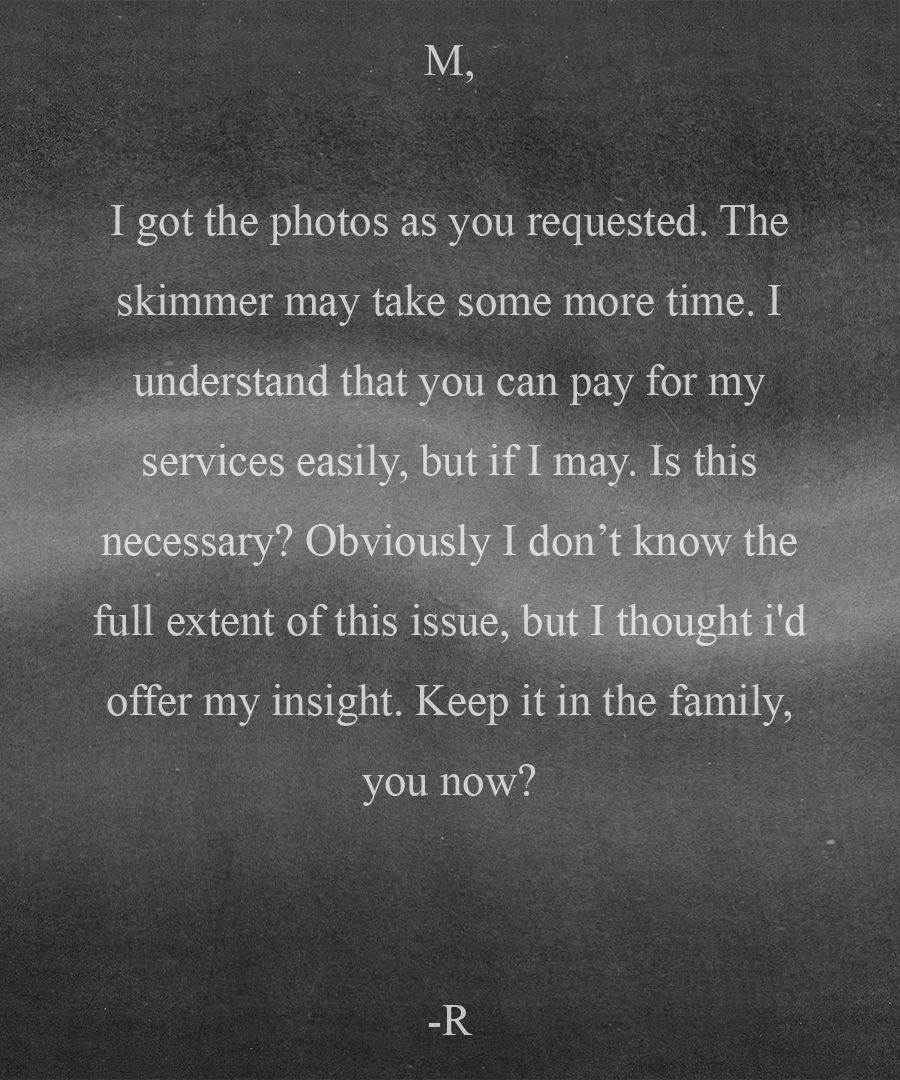 M,
I got the photos as you requested. The
skimmer may take some more time. I
understand that you can pay for my
services easily, but if I may. Is this
necessary? Obviously I don’t know the
full extent of this issue, but I thought i'd
offer my insight. Keep it in the family,
you now?
-R